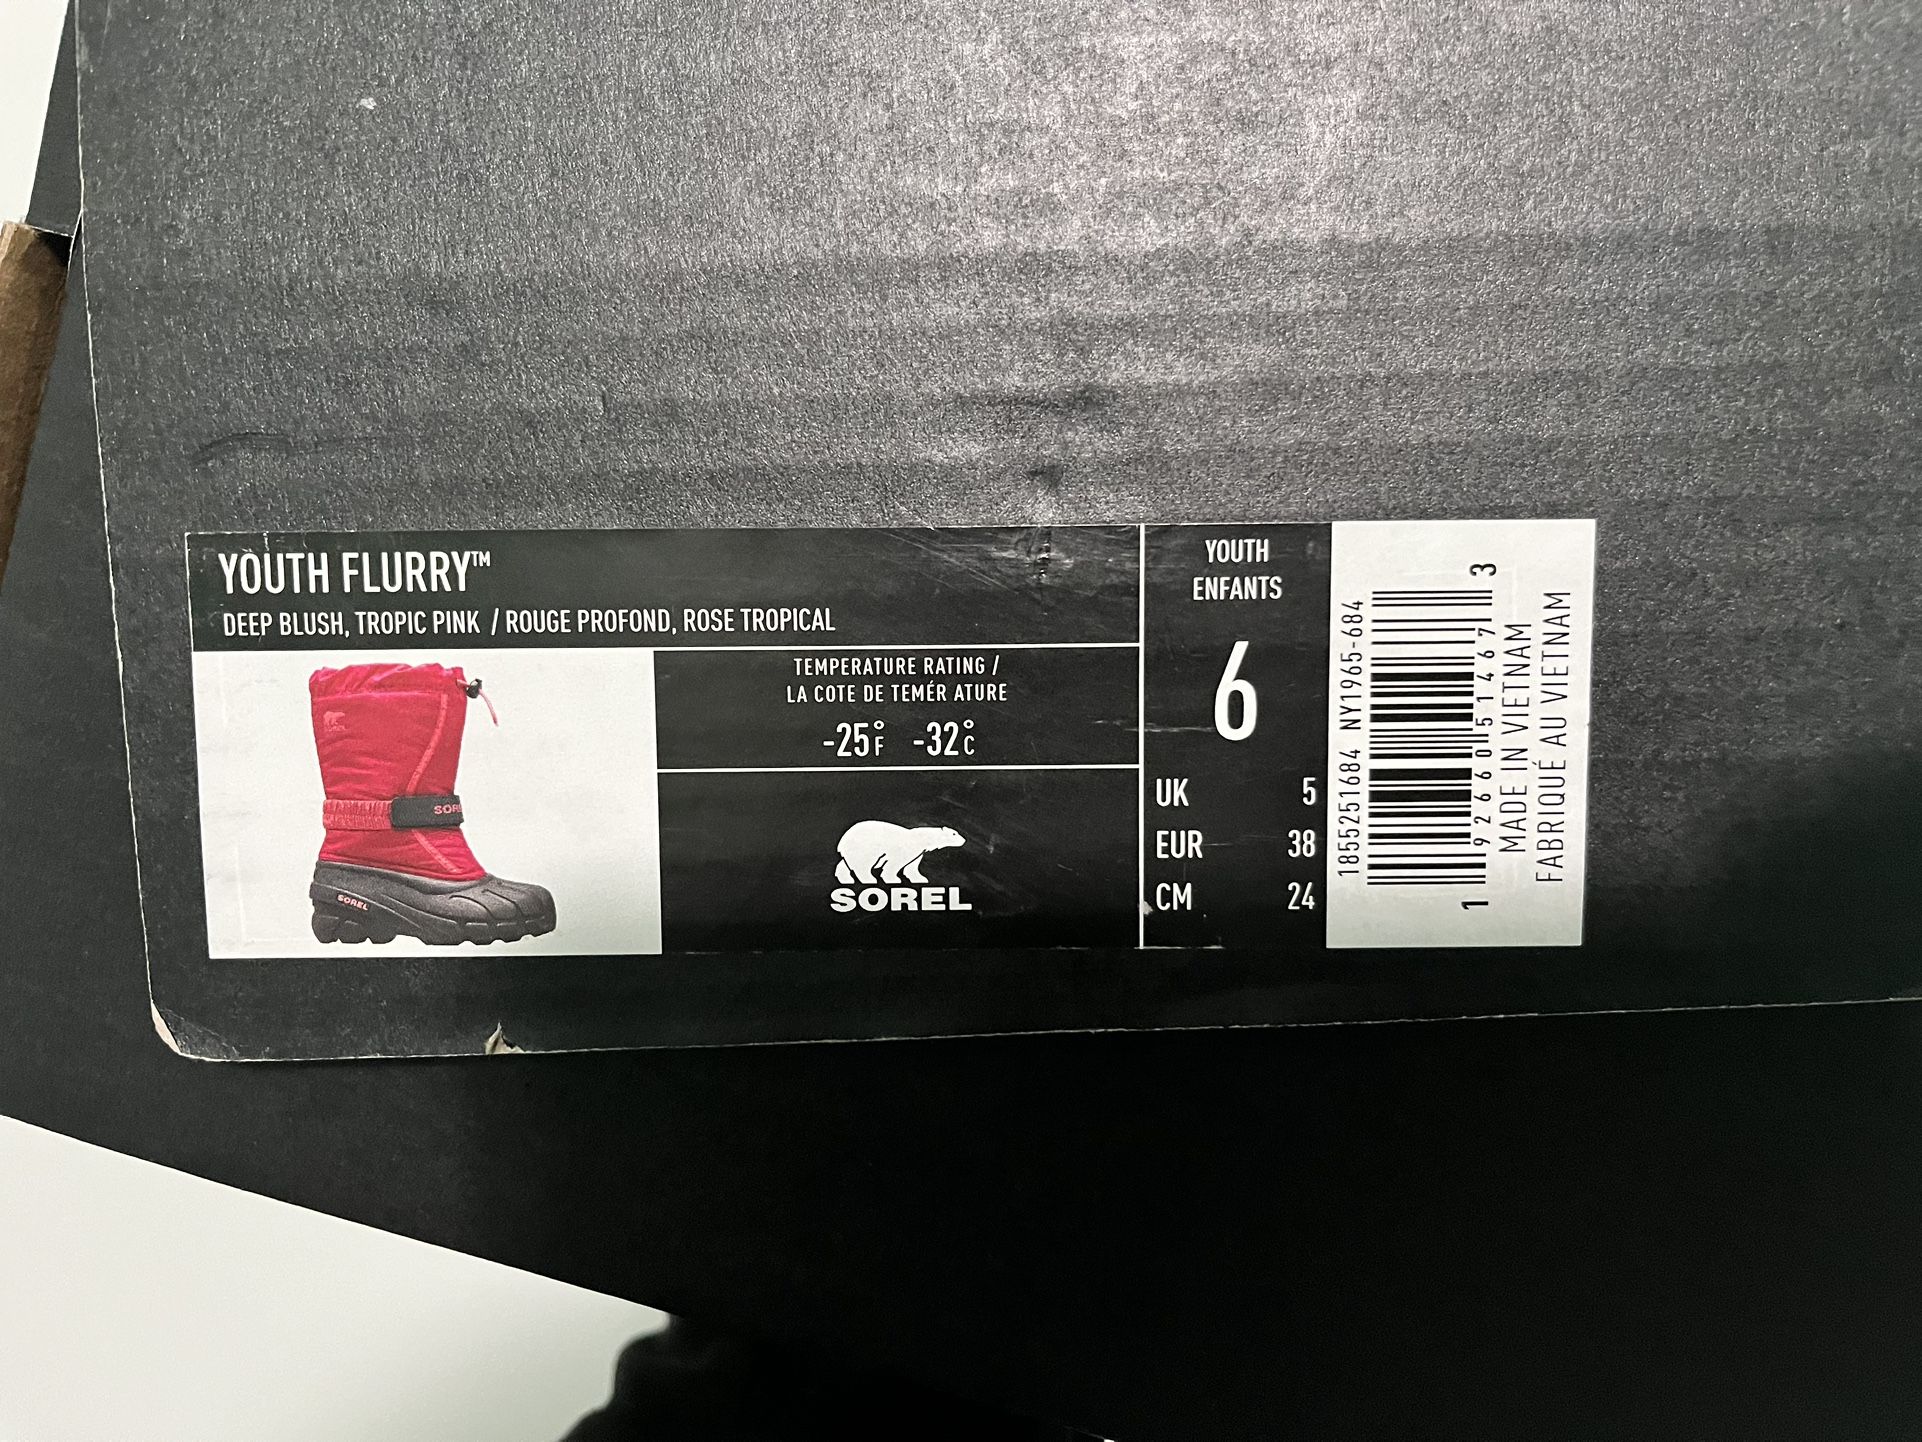 YOUTH FLURRY™
DEEP BLUSH, TROPIC PINK / ROUGE PROFOND, ROSE TROPICAL
SOREL
SOREL
TEMPERATURE RATING /
LA COTE DE TEMÉR ATURE
-25°F -32°C
SOREL
YOUTH
ENFANTS
6
UK 5
EUR 38
CM 24
1855251684 NY1965-684
1 92660 51467 3
MADE IN VIETNAM
FABRIQUÉ AU VIETNAM